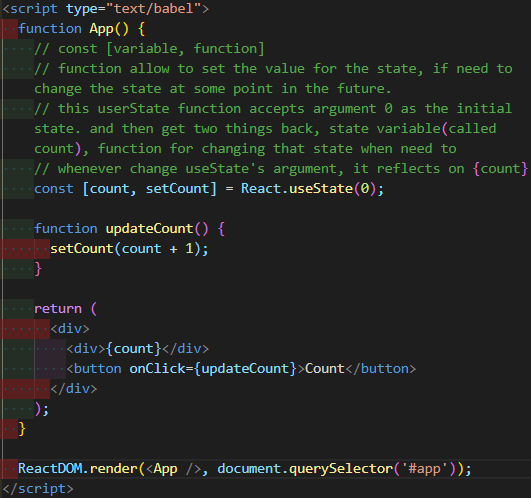 <script type="text/babel">
function App() {
// const [variable, function]
// function allow to set the value for the state, if need to
change the state at some point in the future.
// this userState function accepts argument 0 as the initial
state. and then get two things back, state variable(called
count), function for changing that state when need to
// whenever change useState's argument, it reflects on {count}
const [count, setCount] = React.useState(0);
function updateCount() {
setCount(count + 1);
}
return (
<div>
<div>{count}</div>
<button onClick={updateCount}>Count</button>
</div>
);
}
ReactDOM.render(<App />, document.querySelector('#app'));
</script>